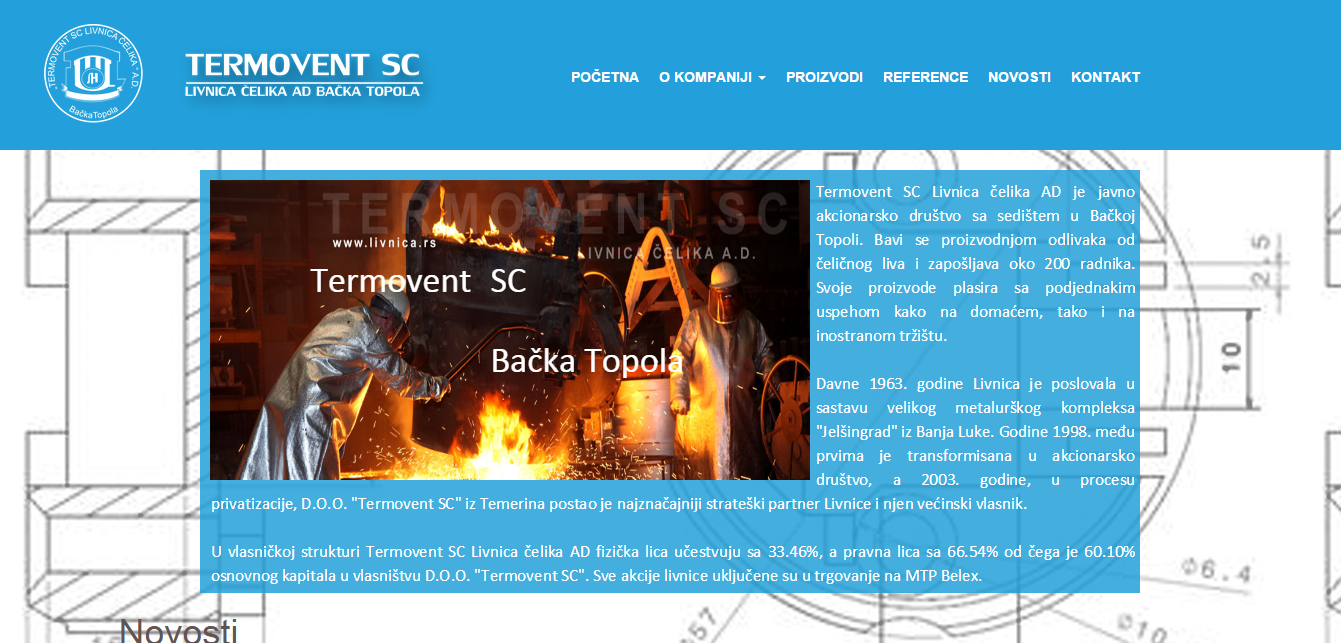 TERMOVENT SC LIVNICA ČELIKA A.D.
BačkaTopola
TERMOVENT SC
LIVNICA ČELIKA AD BAČKA TOPOLA
POČETNA O KOMPANIJI PROIZVODI REFERENCE NOVOSTI KONTAKT
TERMOVENT SC
www.livnica.rs
LIVNICA ČELIKA A.D.
Termovent SC
Bačka Topola
Termovent SC Livnica čelika AD je javno
akcionarsko društvo sa sedištem u Bačkoj
Topoli. Bavi se proizvodnjom odlivaka od
čeličnog liva i zapošljava oko 200 radnika.
Svoje proizvode plasira sa podjednakim
uspehom kako na domaćem, tako i na
inostranom tržištu.
Davne 1963. godine Livnica je poslovala u
sastavu velikog metalurškog kompleksa
"Jelšingrad" iz Banja Luke. Godine 1998. među
prvima je transformisana u akcionarsko
društvo, a 2003. godine, u procesu
privatizacije, D.O.O. "Termovent SC" iz Temerina postao je najznačajniji strateški partner Livnice i njen većinski vlasnik.
U vlasničkoj strukturi Termovent SC Livnica čelika AD fizička lica učestvuju sa 33.46%, a pravna lica sa 66.54% od čega je 60.10%
osnovnog kapitala u vlasništvu D.O.O. "Termovent SC". Sve akcije livnice uključene su u trgovanje na MTP Belex.
2.5
10
Ø6.4
Ø10
57
Novosti